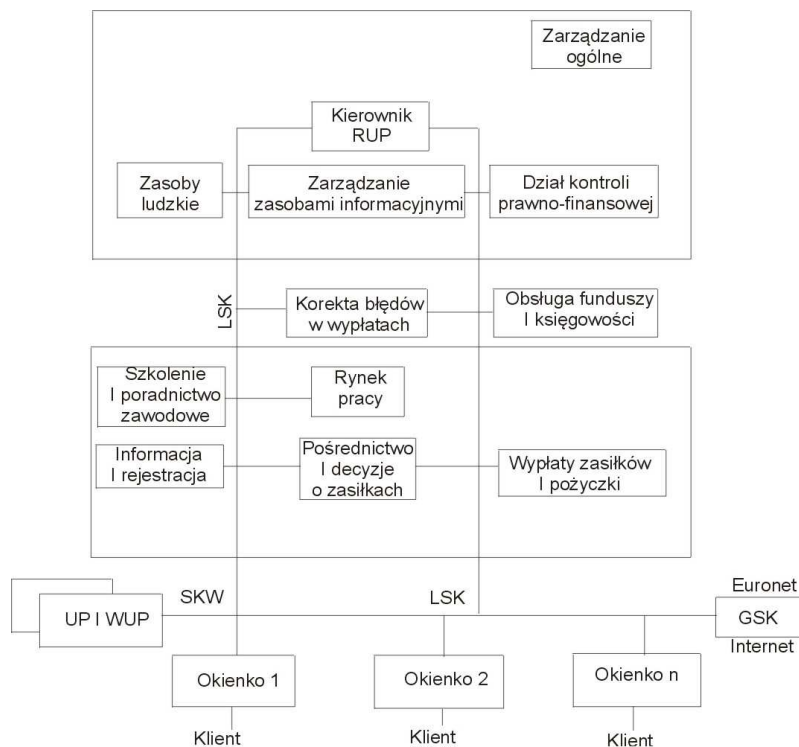 Zarządzanie
ogólne
Kierownik
RUP
Zasoby
ludzkie
Zarządzanie
zasobami informacyjnymi
Dział kontroli
prawno-finansowej
LSK
Korekta błędów
w wypłatach
Obsługa funduszy
I księgowości
Szkolenie
I poradnictwo
zawodowe
Rynek
pracy
Informacja
I rejestracja
Pośrednictwo
I decyzje
o zasiłkach
Wypłaty zasiłków
I pożyczki
UP I WUP
SKW
LSK
Euronet
GSK
Internet
Okienko 1
Okienko 2
Okienko n
Klient
Klient
Klient